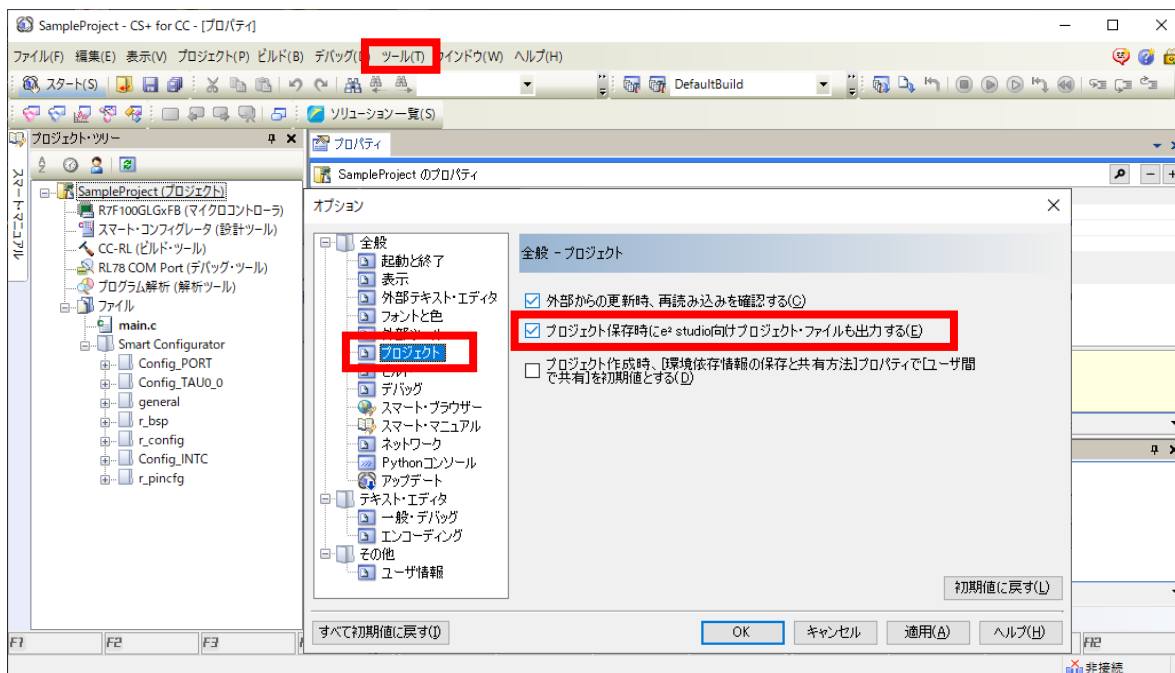 SampleProject - CS+ for CC - [プロパティ]
ファイル(F) 編集(E) 表示(V) プロジェクト(P) ビルド(B) デバッグ(D ツール(T) ウインドウ(W) ヘルプ(H)
スタート(S) DefaultBuild
ソリューション一覧(S)
プロジェクト・ツリー
プロパティ
スマート・マニュアル
SampleProject のプロパティ
SampleProject (プロジェクト)
R7F100GLGxFB (マイクロコントローラ)
スマート・コンフィグレータ (設計ツール)
CC-RL (ビルド・ツール)
RL78 COM Port (デバッグ・ツール)
プログラム解析 (解析ツール)
ファイル
main.c
Smart Configurator
Config_PORT
Config_TAU0_0
general
r_bsp
r_config
Config_INTC
r_pincfg
オプション
全般
起動と終了
表示
外部テキスト・エディタ
フォントと色
外部ツール
プロジェクト
ビルド
デバッグ
スマート・ブラウザー
スマート・マニュアル
ネットワーク
Pythonコンソール
アップデート
テキスト・エディタ
一般・デバッグ
エンコーディング
その他
ユーザ情報
全般 - プロジェクト
外部からの更新時、再読み込みを確認する(C)
プロジェクト保存時にe² studio向けプロジェクト・ファイルも出力する(E)
プロジェクト作成時、[環境依存情報の保存と共有方法]プロパティで[ユーザ間
で共有]を初期値とする(D)
初期値に戻す(L)
すべて初期値に戻す(I) OK キャンセル 適用(A) ヘルプ(H)
F1 F2 F3 F12
非接続